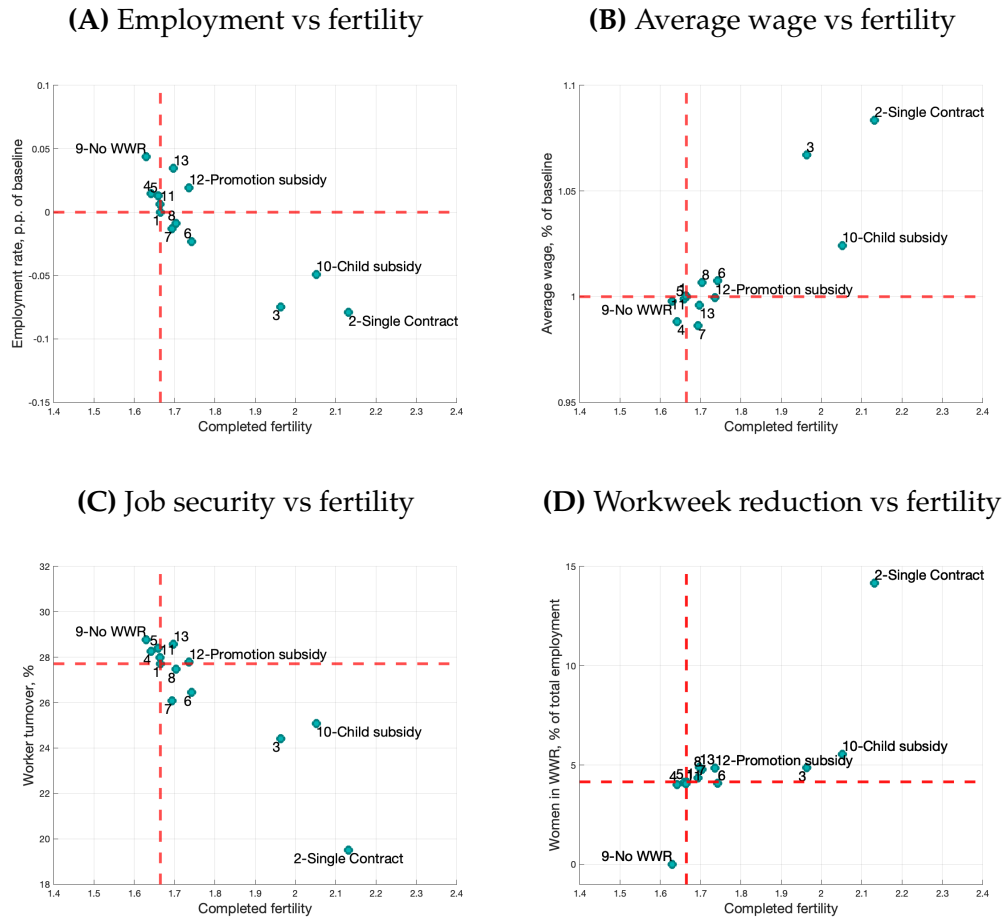 (A) Employment vs fertility
0.1
0.05
0
-0.05
-0.1
-0.15
Employment rate, p.p. of baseline
9-No WWR
13
12-Promotion subsidy
4
5
11
1
8
7
6
10-Child subsidy
3
2-Single Contract
1.4 1.5 1.6 1.7 1.8 1.9 2 2.1 2.2 2.3 2.4
Completed fertility
(B) Average wage vs fertility
1.1
1.05
1
0.95
Average wage, % of baseline
2-Single Contract
3
10-Child subsidy
8
6
5
1
12-Promotion subsidy
11
9-No WWR
13
4
7
1.4 1.5 1.6 1.7 1.8 1.9 2 2.1 2.2 2.3 2.4
Completed fertility
(C) Job security vs fertility
32
30
28
26
24
22
20
18
Worker turnover, %
9-No WWR
13
5
11
12-Promotion subsidy
4
1
8
7
6
10-Child subsidy
3
2-Single Contract
1.4 1.5 1.6 1.7 1.8 1.9 2 2.1 2.2 2.3 2.4
Completed fertility
(D) Workweek reduction vs fertility
15
10
5
0
Women in WWR, % of total employment
2-Single Contract
10-Child subsidy
8
13
12-Promotion subsidy
4
5
11
7
6
3
9-No WWR
1.4 1.5 1.6 1.7 1.8 1.9 2 2.1 2.2 2.3 2.4
Completed fertility